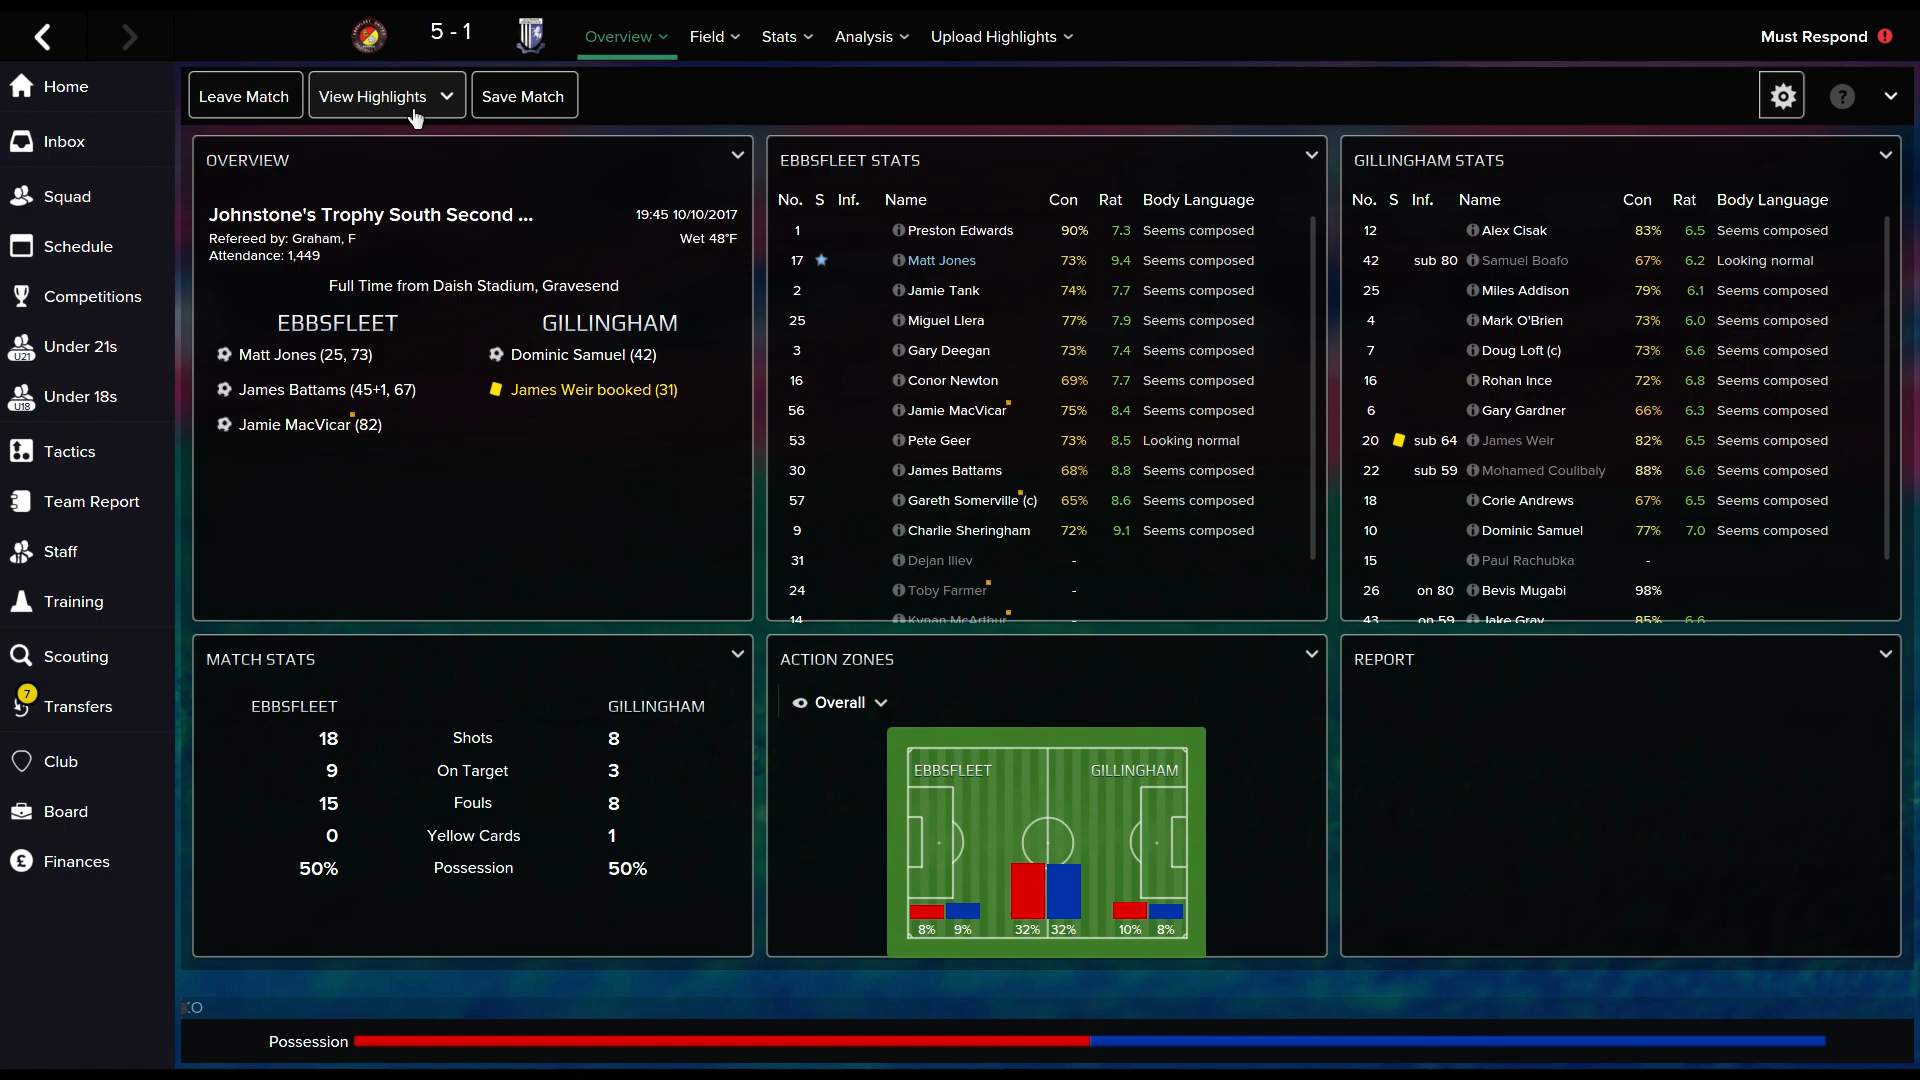 5 - 1
Overview Field Stats Analysis Upload Highlights
Must Respond
Home
Inbox
Squad
Schedule
Competitions
U21 Under 21s
U18 Under 18s
Tactics
Team Report
Staff
Training
Scouting
7
Transfers
Club
Board
£ Finances
Leave Match View Highlights Save Match
?
OVERVIEW
Johnstone's Trophy South Second ... 19:45 10/10/2017
Refereed by: Graham, F Wet 48°F
Attendance: 1,449
Full Time from Daish Stadium, Gravesend
EBBSFLEET GILLINGHAM
Matt Jones (25, 73) Dominic Samuel (42)
James Battams (45+1, 67) James Weir booked (31)
Jamie MacVicar (82)
EBBSFLEET STATS
No. S Inf. Name Con Rat Body Language
1 Preston Edwards 90% 7.3 Seems composed
17 Matt Jones 73% 9.4 Seems composed
2 Jamie Tank 74% 7.7 Seems composed
25 Miguel Llera 77% 7.9 Seems composed
3 Gary Deegan 73% 7.4 Seems composed
16 Conor Newton 69% 7.7 Seems composed
56 Jamie MacVicar 75% 8.4 Seems composed
53 Pete Geer 73% 8.5 Looking normal
30 James Battams 68% 8.8 Seems composed
57 Gareth Somerville (c) 65% 8.6 Seems composed
9 Charlie Sheringham 72% 9.1 Seems composed
31 Dejan Iliev -
24 Toby Farmer -
14 Kynan McArthur -
GILLINGHAM STATS
No. S Inf. Name Con Rat Body Language
12 Alex Cisak 83% 6.5 Seems composed
42 sub 80 Samuel Boafo 67% 6.2 Looking normal
25 Miles Addison 79% 6.1 Seems composed
4 Mark O'Brien 73% 6.0 Seems composed
7 Doug Loft (c) 73% 6.6 Seems composed
16 Rohan Ince 72% 6.8 Seems composed
6 Gary Gardner 66% 6.3 Seems composed
20 sub 64 James Weir 82% 6.5 Seems composed
22 sub 59 Mohamed Coulibaly 88% 6.6 Seems composed
18 Corie Andrews 67% 6.5 Seems composed
10 Dominic Samuel 77% 7.0 Seems composed
15 Paul Rachubka -
26 on 80 Bevis Mugabi 98%
43 on 59 Jake Gray 85% 6.6
MATCH STATS
EBBSFLEET GILLINGHAM
18 Shots 8
9 On Target 3
15 Fouls 8
0 Yellow Cards 1
50% Possession 50%
ACTION ZONES
Overall
EBBSFLEET GILLINGHAM
8% 9% 32% 32% 10% 8%
REPORT
KO
Possession